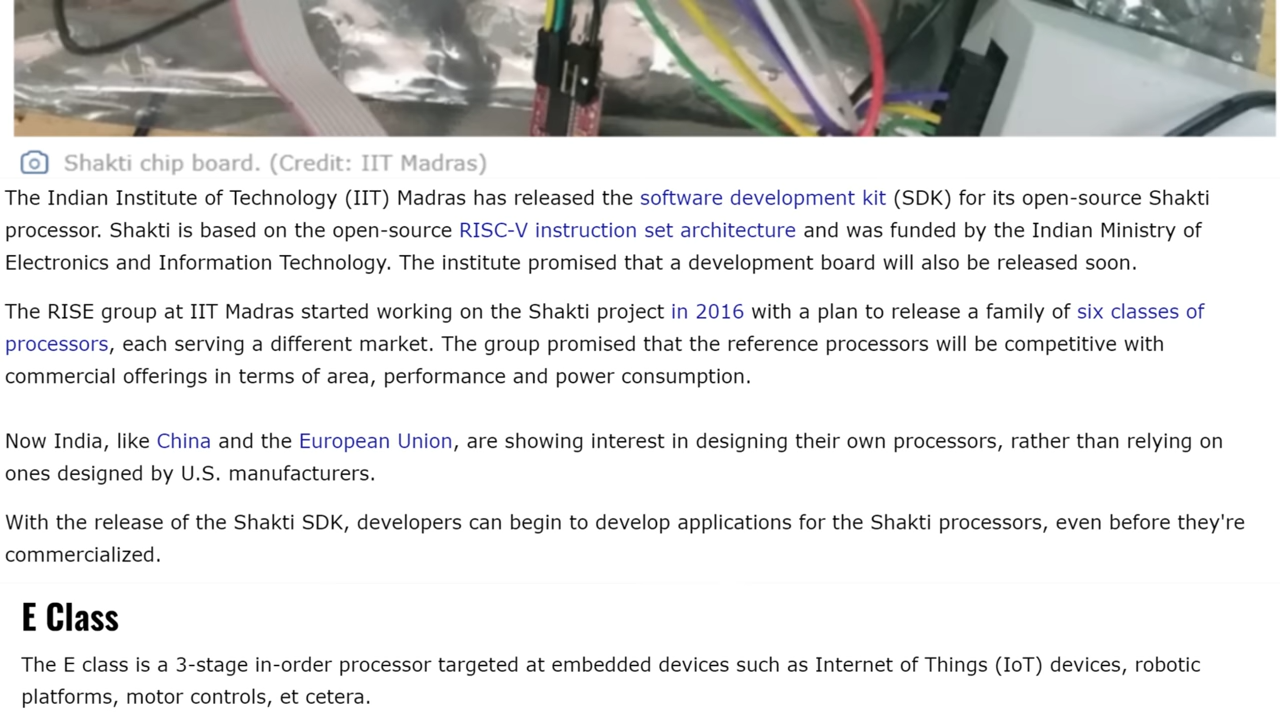 Shakti chip board. (Credit: IIT Madras)
The Indian Institute of Technology (IIT) Madras has released the software development kit (SDK) for its open-source Shakti
processor. Shakti is based on the open-source RISC-V instruction set architecture and was funded by the Indian Ministry of
Electronics and Information Technology. The institute promised that a development board will also be released soon.
The RISE group at IIT Madras started working on the Shakti project in 2016 with a plan to release a family of six classes of
processors, each serving a different market. The group promised that the reference processors will be competitive with
commercial offerings in terms of area, performance and power consumption.
Now India, like China and the European Union, are showing interest in designing their own processors, rather than relying on
ones designed by U.S. manufacturers.
With the release of the Shakti SDK, developers can begin to develop applications for the Shakti processors, even before they're
commercialized.
E Class
The E class is a 3-stage in-order processor targeted at embedded devices such as Internet of Things (IoT) devices, robotic
platforms, motor controls, et cetera.